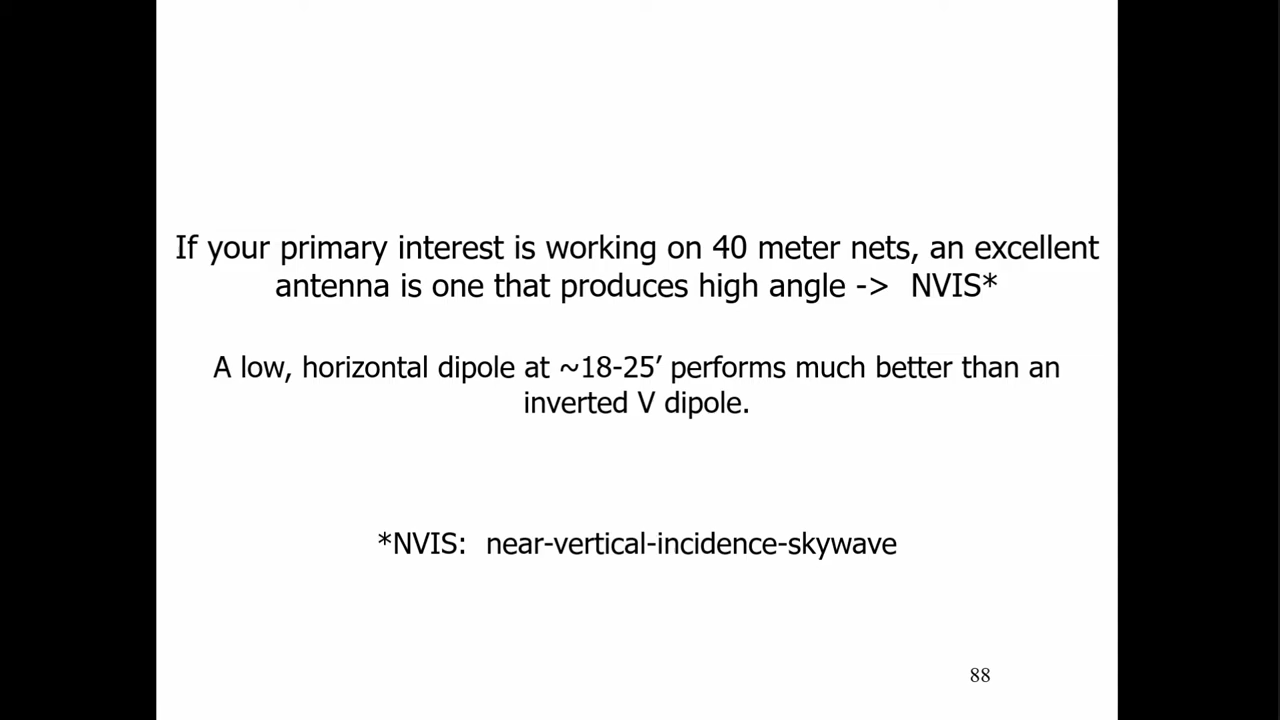 If your primary interest is working on 40 meter nets, an excellent
antenna is one that produces high angle -> NVIS*
A low, horizontal dipole at ~18-25’ performs much better than an
inverted V dipole.
*NVIS: near-vertical-incidence-skywave
88